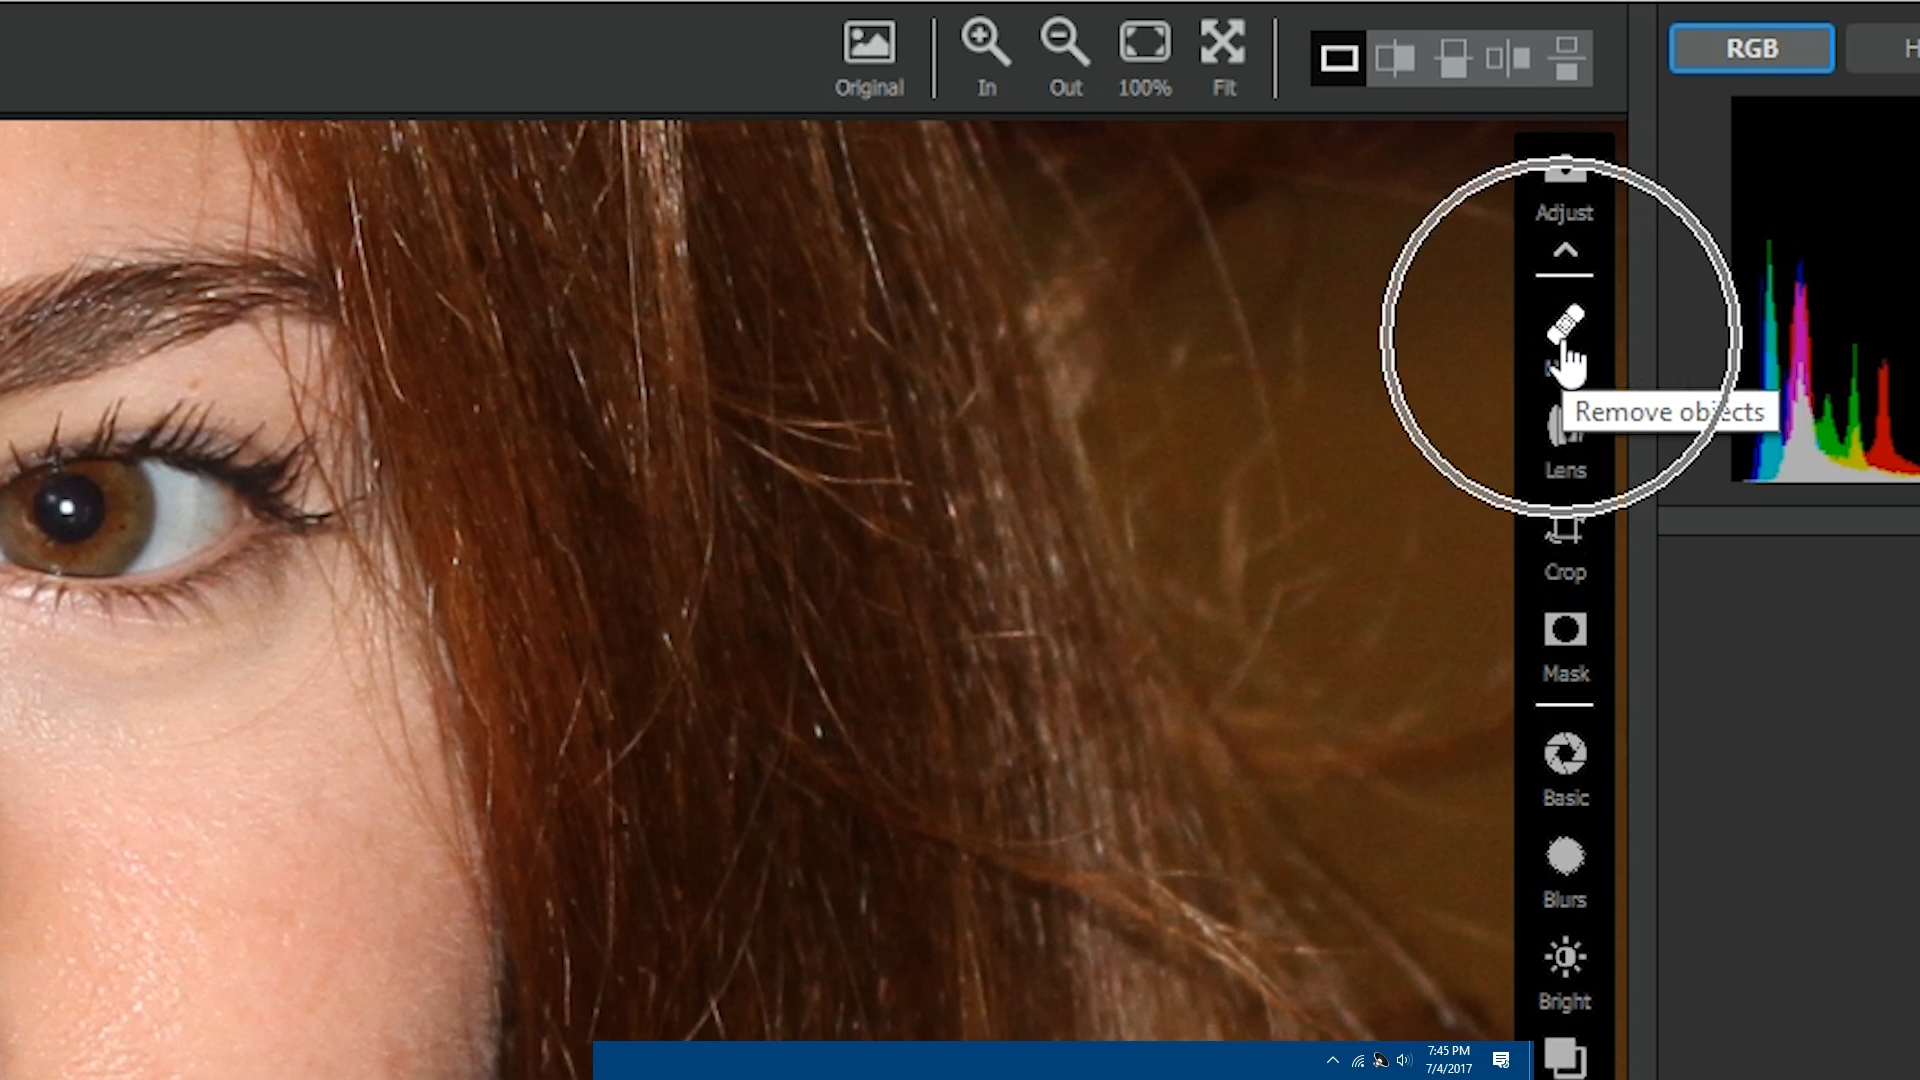 Original
In
Out
100%
Fit
RGB
H
Adjust
Remove objects
Lens
Crop
Mask
Basic
Blurs
Bright
7:45 PM
7/4/2017